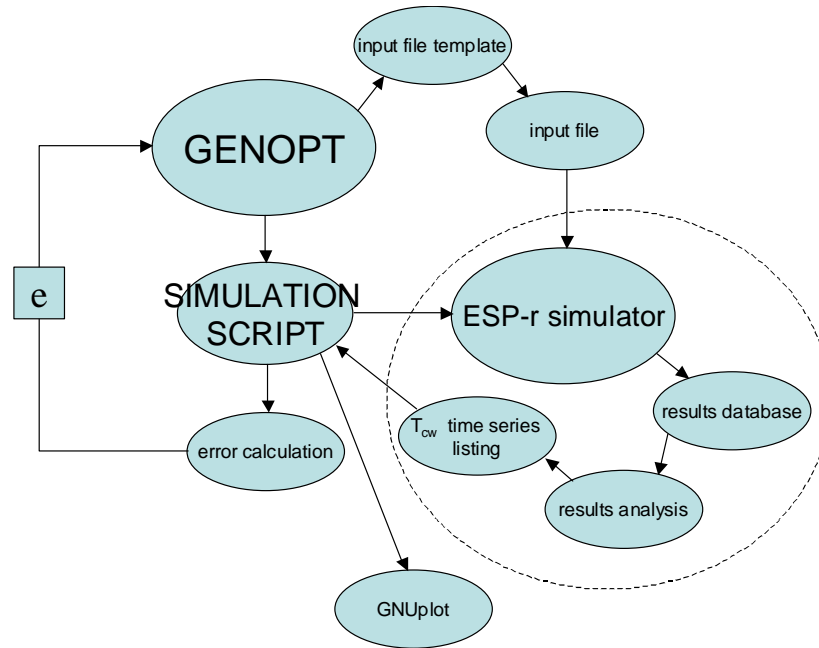 input file template
GENOPT
input file
e
SIMULATION
SCRIPT
ESP-r simulator
results database
T_cw time series
listing
error calculation
results analysis
GNUplot